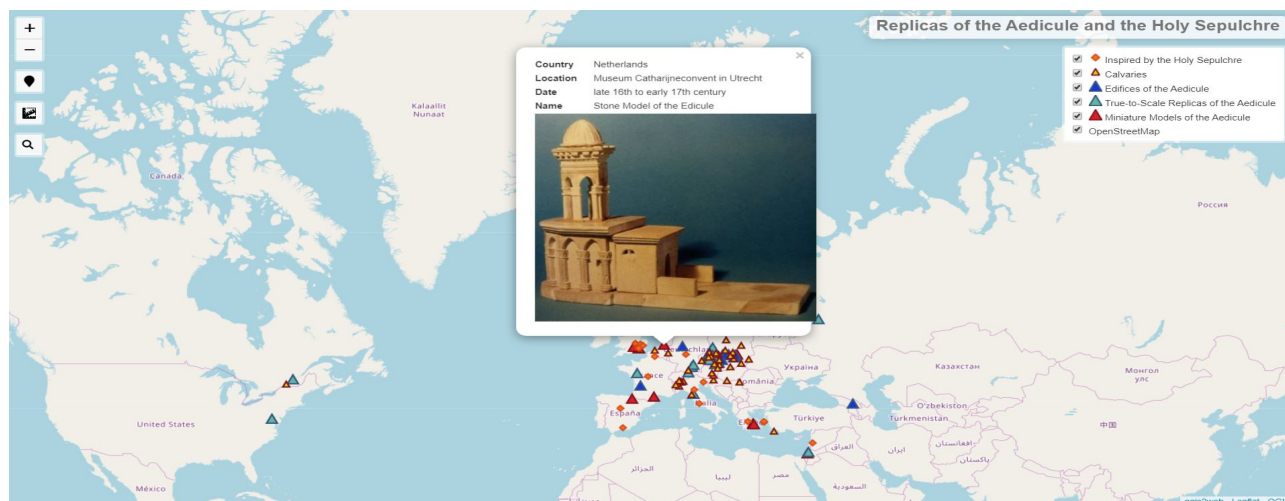 Replicas of the Aedicule and the Holy Sepulchre
+
−
Country Netherlands
Location Museum Catharijneconvent in Utrecht
Date late 16th to early 17th century
Name Stone Model of the Edicule
×
Inspired by the Holy Sepulchre
Calvaries
Edifices of the Aedicule
True-to-Scale Replicas of the Aedicule
Miniature Models of the Aedicule
OpenStreetMap
Kalaallit
Nunaat
Canada
Россия
Україна
Казахстан
Монгол
улс
România
Italia
España
United States
Türkiye
O'zbekiston
Turkmenistan
中国
العراق
ایران
افغانستان
پاکستان
الجزائر
ليبيا
مصر
السعودية
México